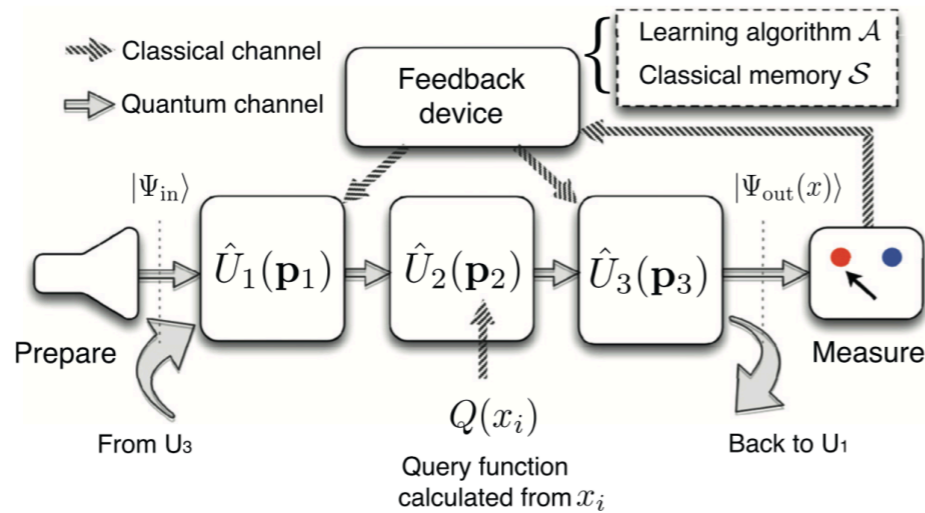 Classical channel
Quantum channel
Feedback
device
Learning algorithm 𝒜
Classical memory 𝒮
|Ψin⟩
|Ψout(x)⟩
Û1(p1)
Û2(p2)
Û3(p3)
Prepare
Measure
From U3
Q(xi)
Back to U1
Query function
calculated from xi